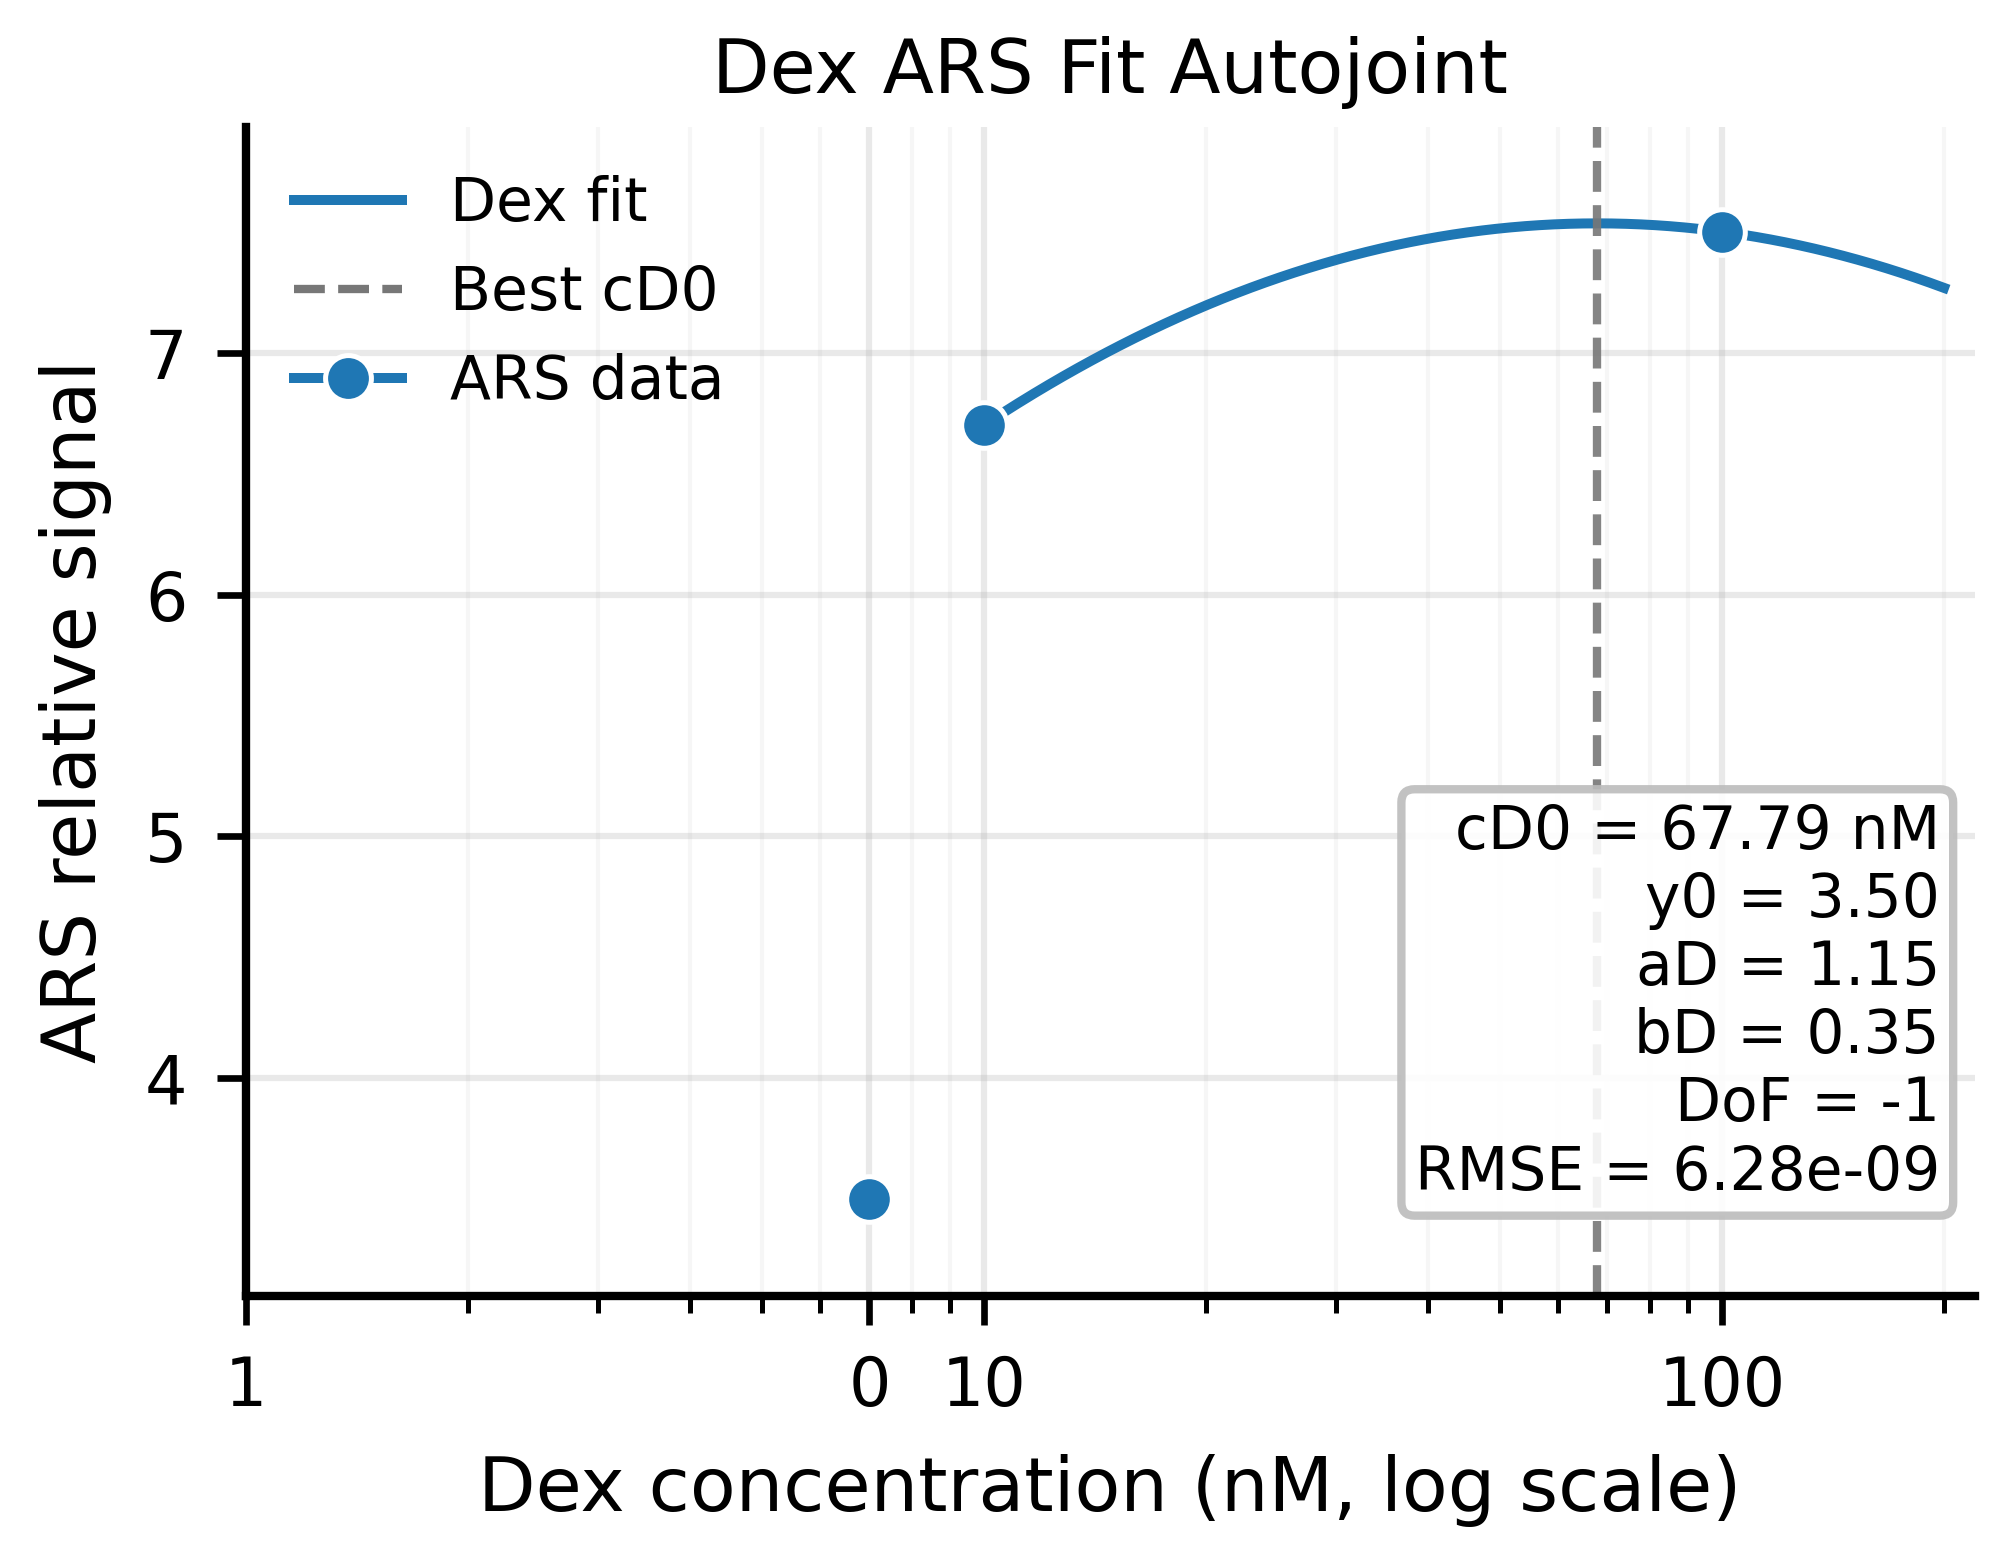 Dex ARS Fit Autojoint
Dex fit
Best cD0
ARS data
ARS relative signal
7
6
5
4
cD0 = 67.79 nM
y0 = 3.50
aD = 1.15
bD = 0.35
DoF = -1
RMSE = 6.28e-09
1 0 10 100
Dex concentration (nM, log scale)